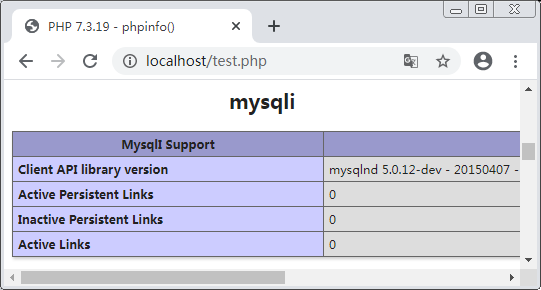 PHP 7.3.19 - phpinfo()
localhost/test.php
mysqli
MysqlI Support
Client API library version mysqlnd 5.0.12-dev - 20150407 -
Active Persistent Links 0
Inactive Persistent Links 0
Active Links 0